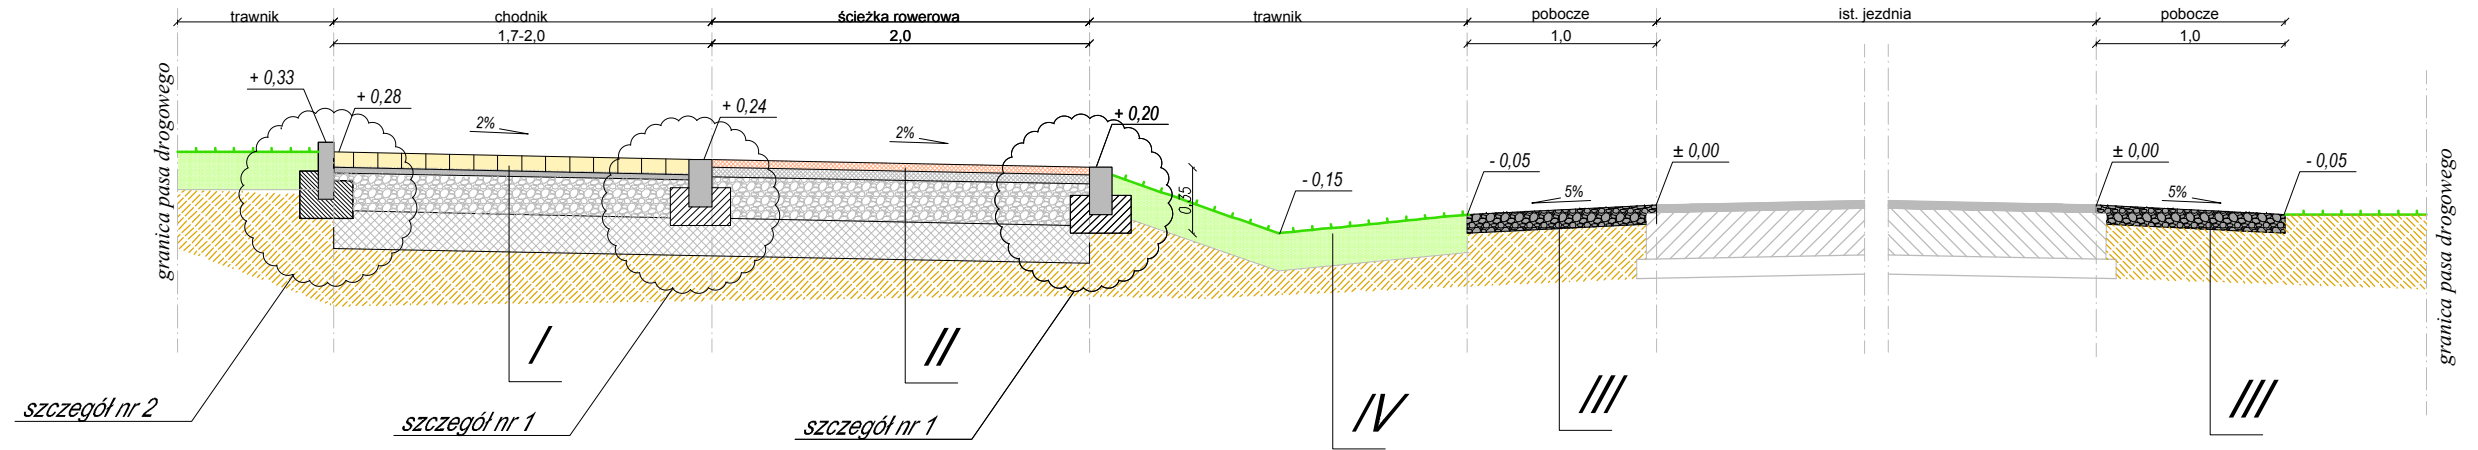 trawnik
chodnik
ścieżka rowerowa
trawnik
pobocze
ist. jezdnia
pobocze
1,7-2,0
2,0
1,0
1,0
granica pasa drogowego
+ 0,33
+ 0,28
2%
+ 0,24
2%
+ 0,20
0,35
- 0,15
- 0,05
5%
± 0,00
± 0,00
5%
- 0,05
granica pasa drogowego
I
II
III
III
IV
szczegół nr 2
szczegół nr 1
szczegół nr 1